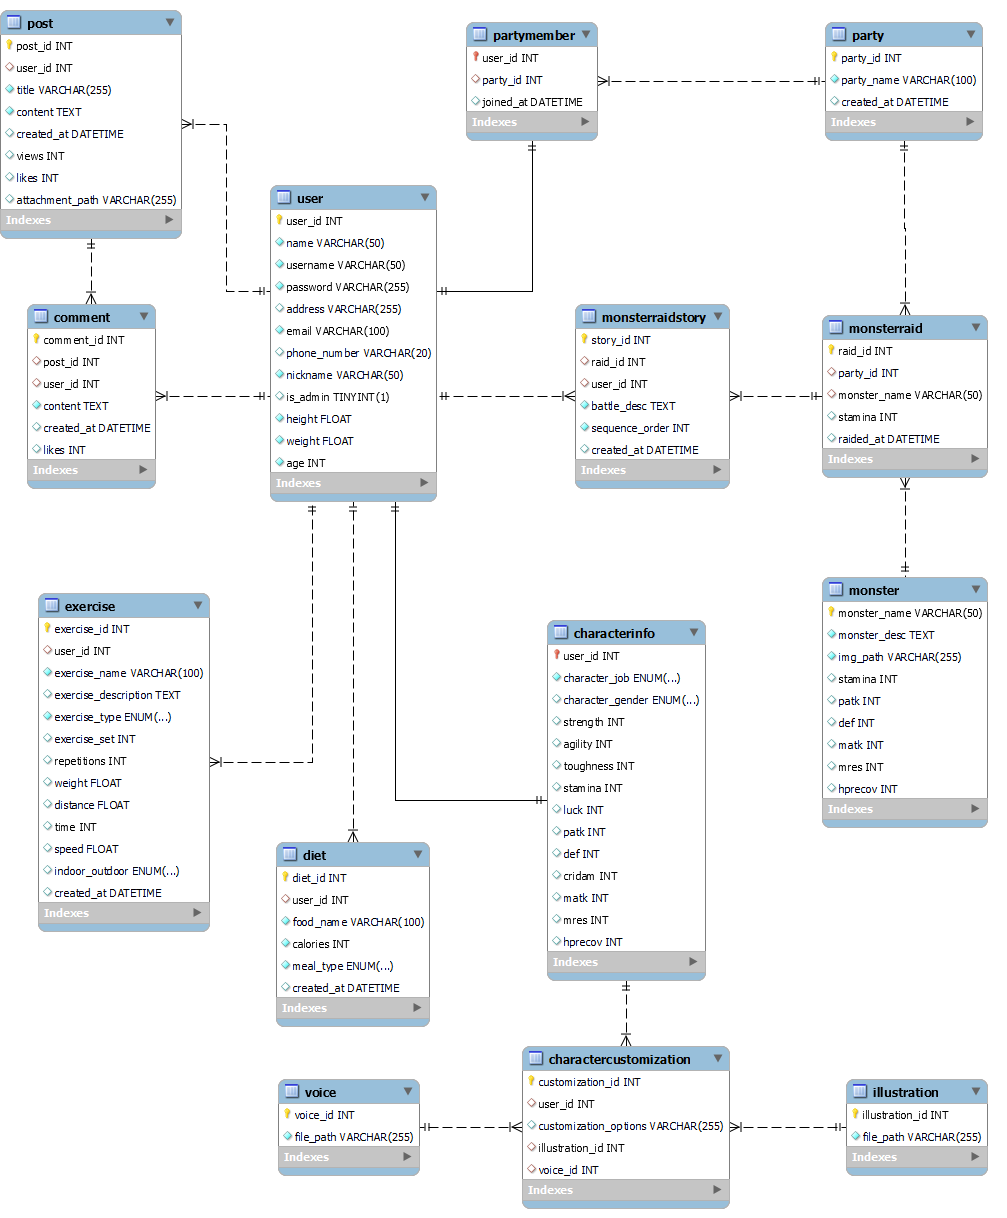 post
post_id INT
user_id INT
title VARCHAR(255)
content TEXT
created_at DATETIME
views INT
likes INT
attachment_path VARCHAR(255)
Indexes
partymember
user_id INT
party_id INT
joined_at DATETIME
Indexes
party
party_id INT
party_name VARCHAR(100)
created_at DATETIME
Indexes
user
user_id INT
name VARCHAR(50)
username VARCHAR(50)
password VARCHAR(255)
address VARCHAR(255)
email VARCHAR(100)
phone_number VARCHAR(20)
nickname VARCHAR(50)
is_admin TINYINT(1)
height FLOAT
weight FLOAT
age INT
Indexes
comment
comment_id INT
post_id INT
user_id INT
content TEXT
created_at DATETIME
likes INT
Indexes
monsterraidstory
story_id INT
raid_id INT
user_id INT
battle_desc TEXT
sequence_order INT
created_at DATETIME
Indexes
monsterraid
raid_id INT
party_id INT
monster_name VARCHAR(50)
stamina INT
raided_at DATETIME
Indexes
monster
monster_name VARCHAR(50)
monster_desc TEXT
img_path VARCHAR(255)
stamina INT
patk INT
def INT
matk INT
mres INT
hprecov INT
Indexes
exercise
exercise_id INT
user_id INT
exercise_name VARCHAR(100)
exercise_description TEXT
exercise_type ENUM(...)
exercise_set INT
repetitions INT
weight FLOAT
distance FLOAT
time INT
speed FLOAT
indoor_outdoor ENUM(...)
created_at DATETIME
Indexes
characterinfo
user_id INT
character_job ENUM(...)
character_gender ENUM(...)
strength INT
agility INT
toughness INT
stamina INT
luck INT
patk INT
def INT
cridam INT
matk INT
mres INT
hprecov INT
Indexes
diet
diet_id INT
user_id INT
food_name VARCHAR(100)
calories INT
meal_type ENUM(...)
created_at DATETIME
Indexes
charactercustomization
customization_id INT
user_id INT
customization_options VARCHAR(255)
illustration_id INT
voice_id INT
Indexes
voice
voice_id INT
file_path VARCHAR(255)
Indexes
illustration
illustration_id INT
file_path VARCHAR(255)
Indexes